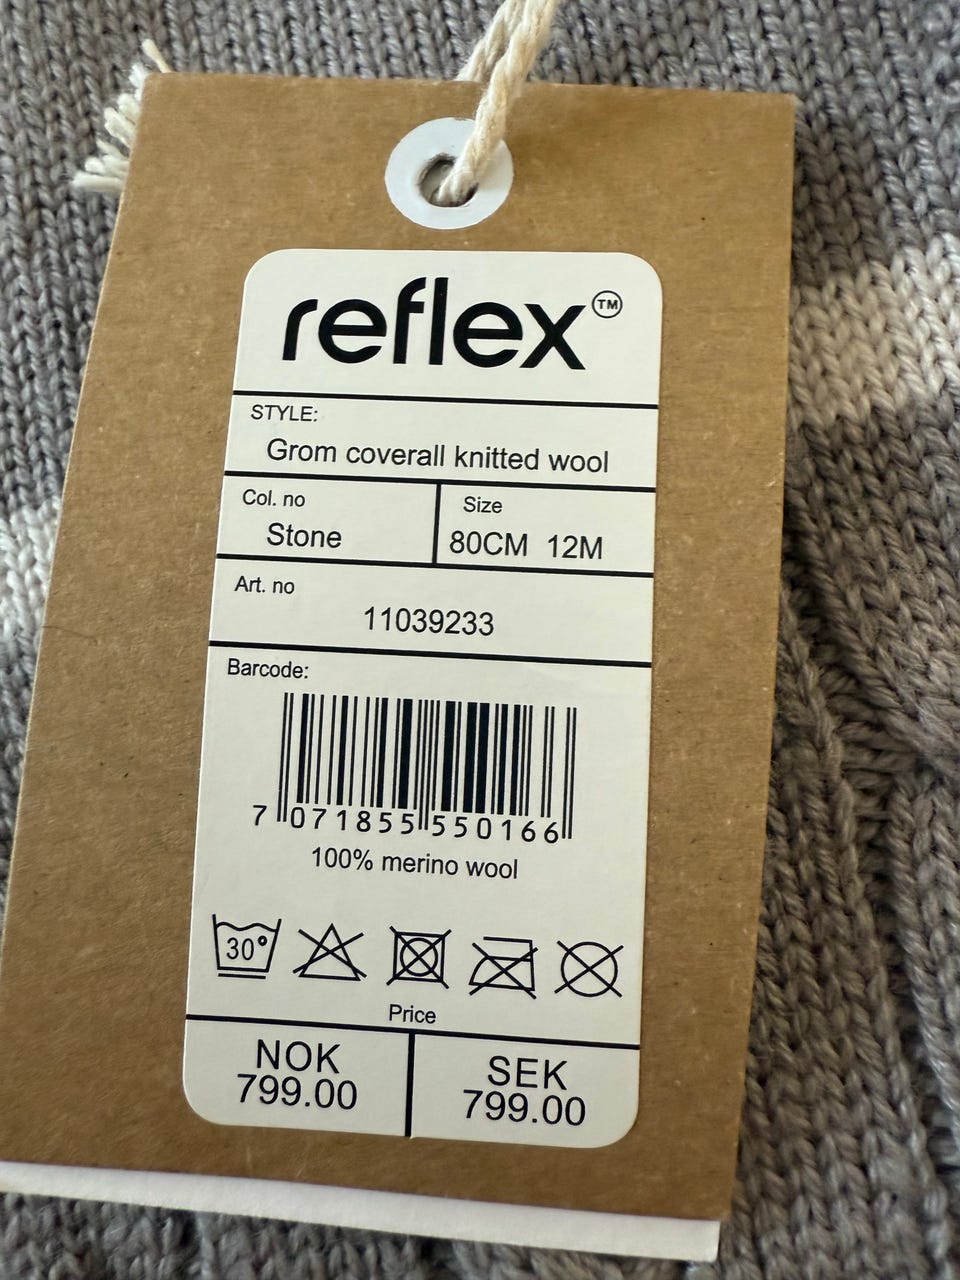 reflex™
STYLE:
Grom coverall knitted wool
Col. no
Stone
Size
80CM 12M
Art. no
11039233
Barcode:
7 071855 550166
100% merino wool
30°
Price
NOK
799.00
SEK
799.00